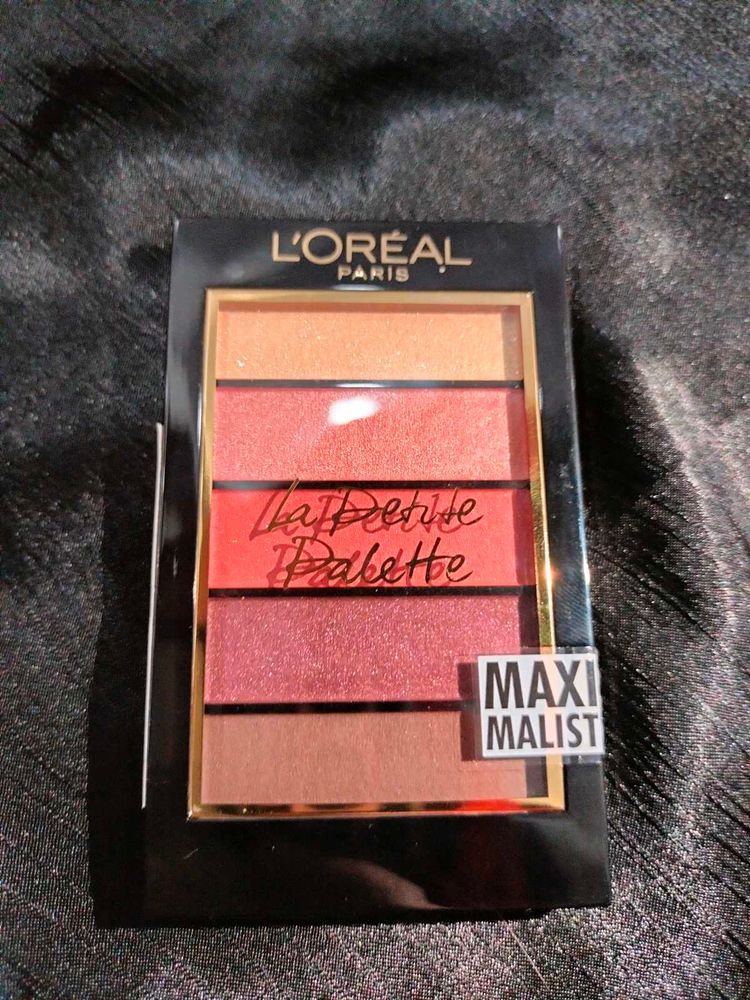 L'ORÉAL
PARIS
La Petite
Palette
MAXI
MALIST